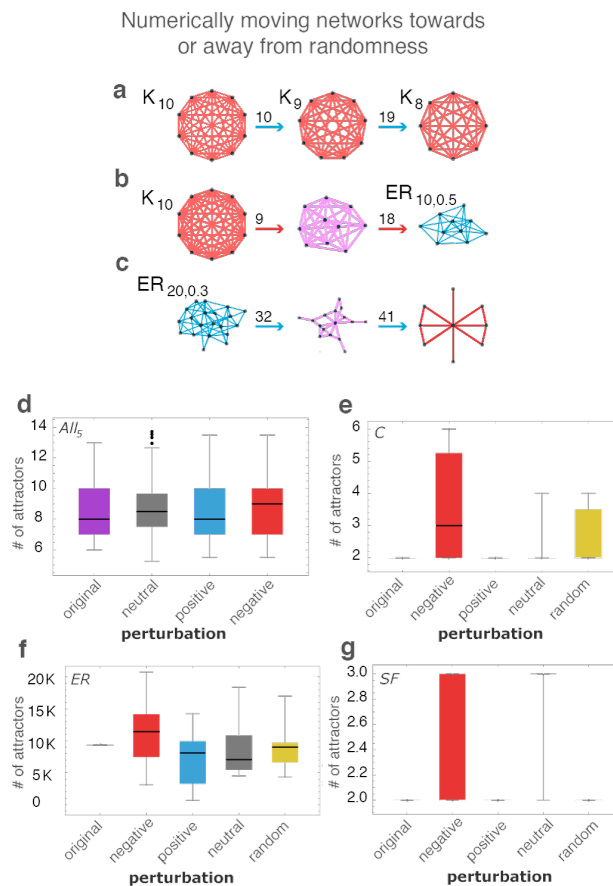 Numerically moving networks towards
or away from randomness
a
K10 10 K9 19 K8
b
K10 9 18 ER10,0.5
c
ER20,0.3 32 41
d
All5
14
12
10
8
6
# of attractors
original neutral positive negative
perturbation
e
C
6
5
4
3
2
# of attractors
original negative positive neutral random
perturbation
f
ER
20K
15K
10K
5K
0
# of attractors
original negative positive neutral random
perturbation
g
SF
3.0
2.8
2.6
2.4
2.2
2.0
# of attractors
original negative positive neutral random
perturbation